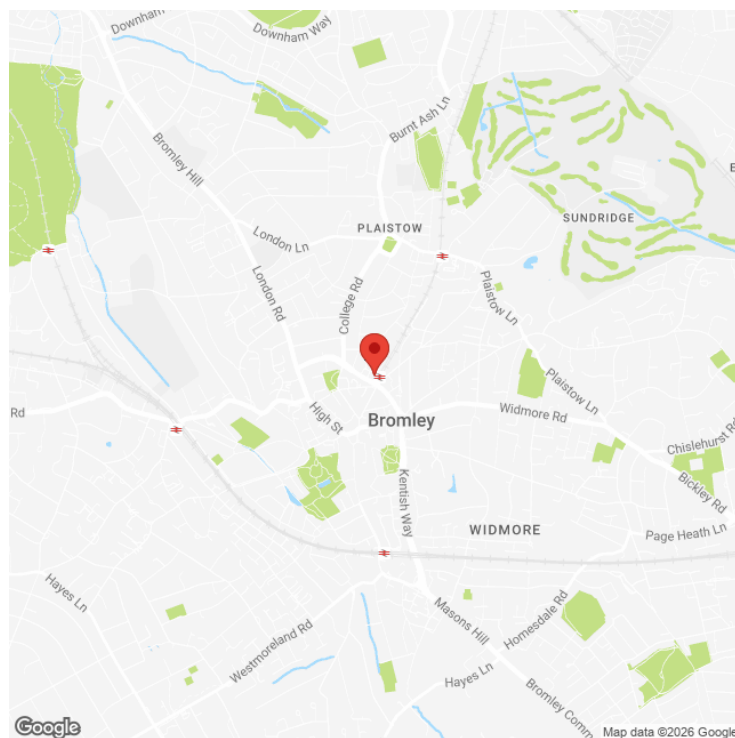 Downham
Downham Way
Burnt Ash Ln
Bromley Hill
E
SUNDRIDGE
PLAISTOW
London Ln
London Rd
College Rd
Plaistow Ln
Plaistow Ln
Rd
High St
Widmore Rd
Bromley
Chislehurst Rd
Bickley Rd
Kentish Way
WIDMORE
Page Heath Ln
Hayes Ln
Homesdale Rd
Masons Hill
Westmoreland Rd
Hayes Ln
Bromley Comm
Google
Map data ©2026 Google